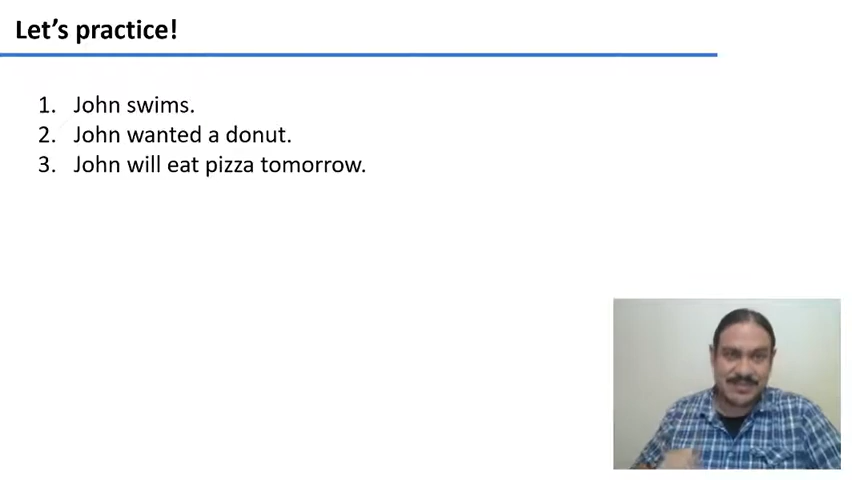 Let's practice!
1. John swims.
2. John wanted a donut.
3. John will eat pizza tomorrow.